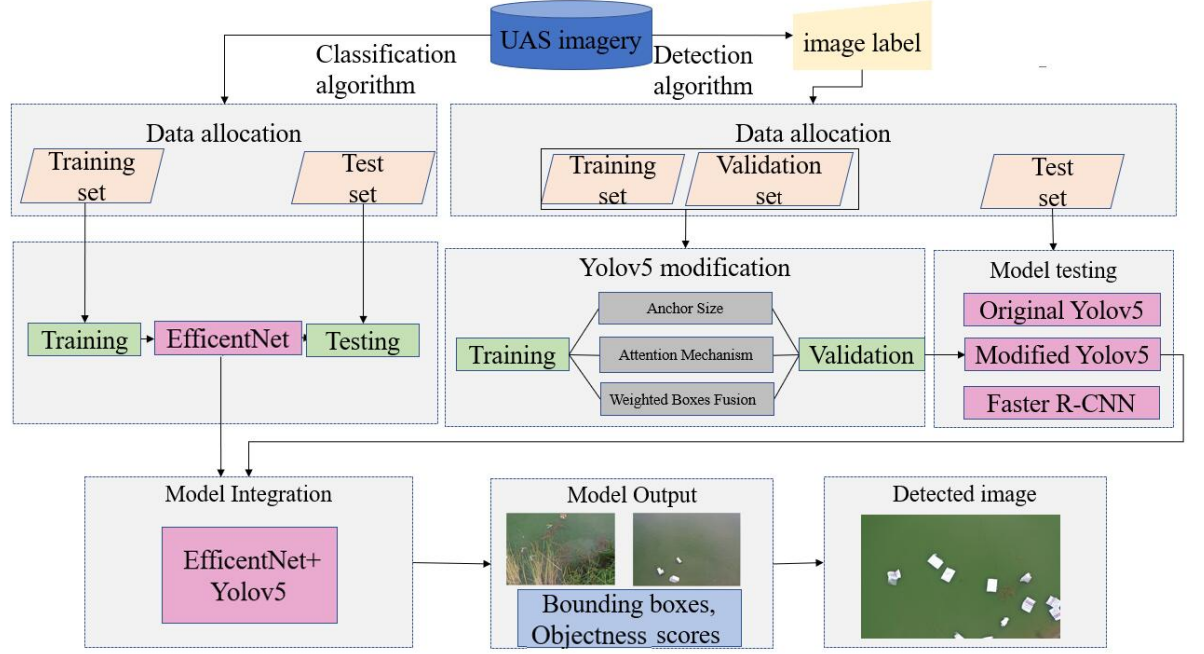 UAS imagery
image label
Classification
algorithm
Detection
algorithm
Data allocation
Training
set
Test
set
Data allocation
Training
set
Validation
set
Test
set
Training
EfficentNet
Testing
Yolov5 modification
Training
Anchor Size
Attention Mechanism
Weighted Boxes Fusion
Validation
Model testing
Original Yolov5
Modified Yolov5
Faster R-CNN
Model Integration
EfficentNet+
Yolov5
Model Output
Bounding boxes,
Objectness scores
Detected image